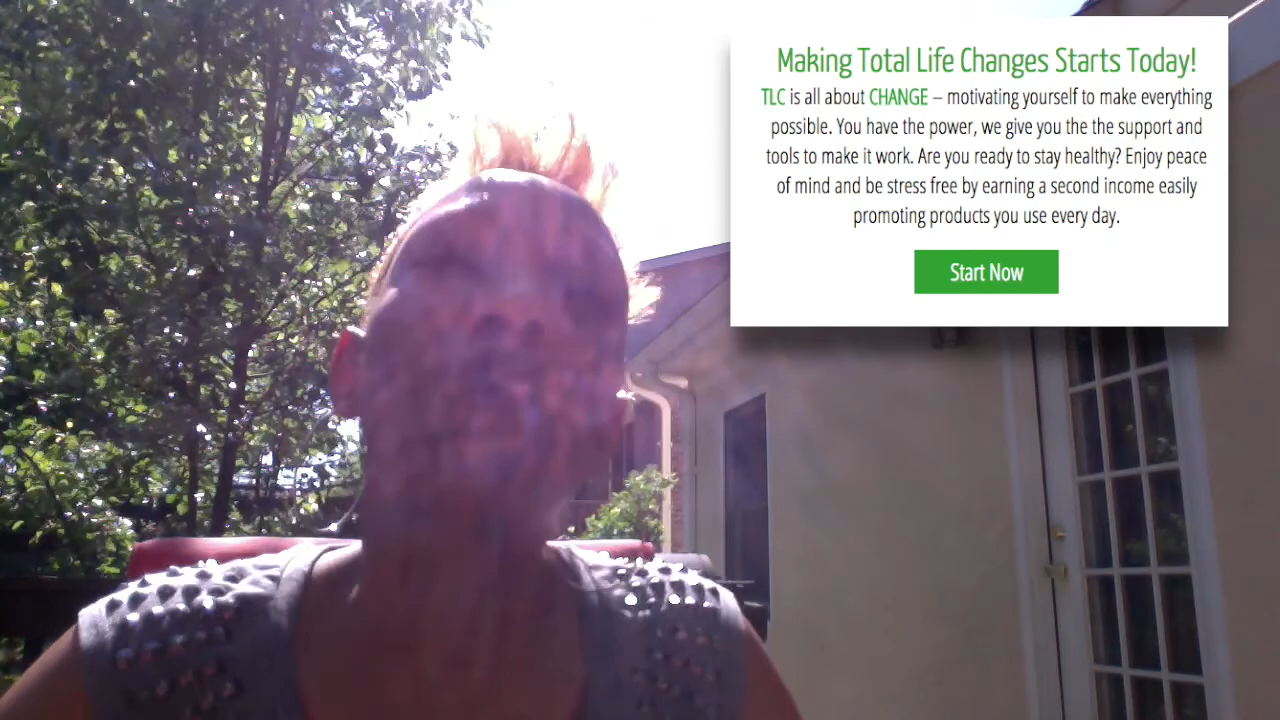 Making Total Life Changes Starts Today!
TLC is all about CHANGE – motivating yourself to make everything
possible. You have the power, we give you the the support and
tools to make it work. Are you ready to stay healthy? Enjoy peace
of mind and be stress free by earning a second income easily
promoting products you use every day.
Start Now